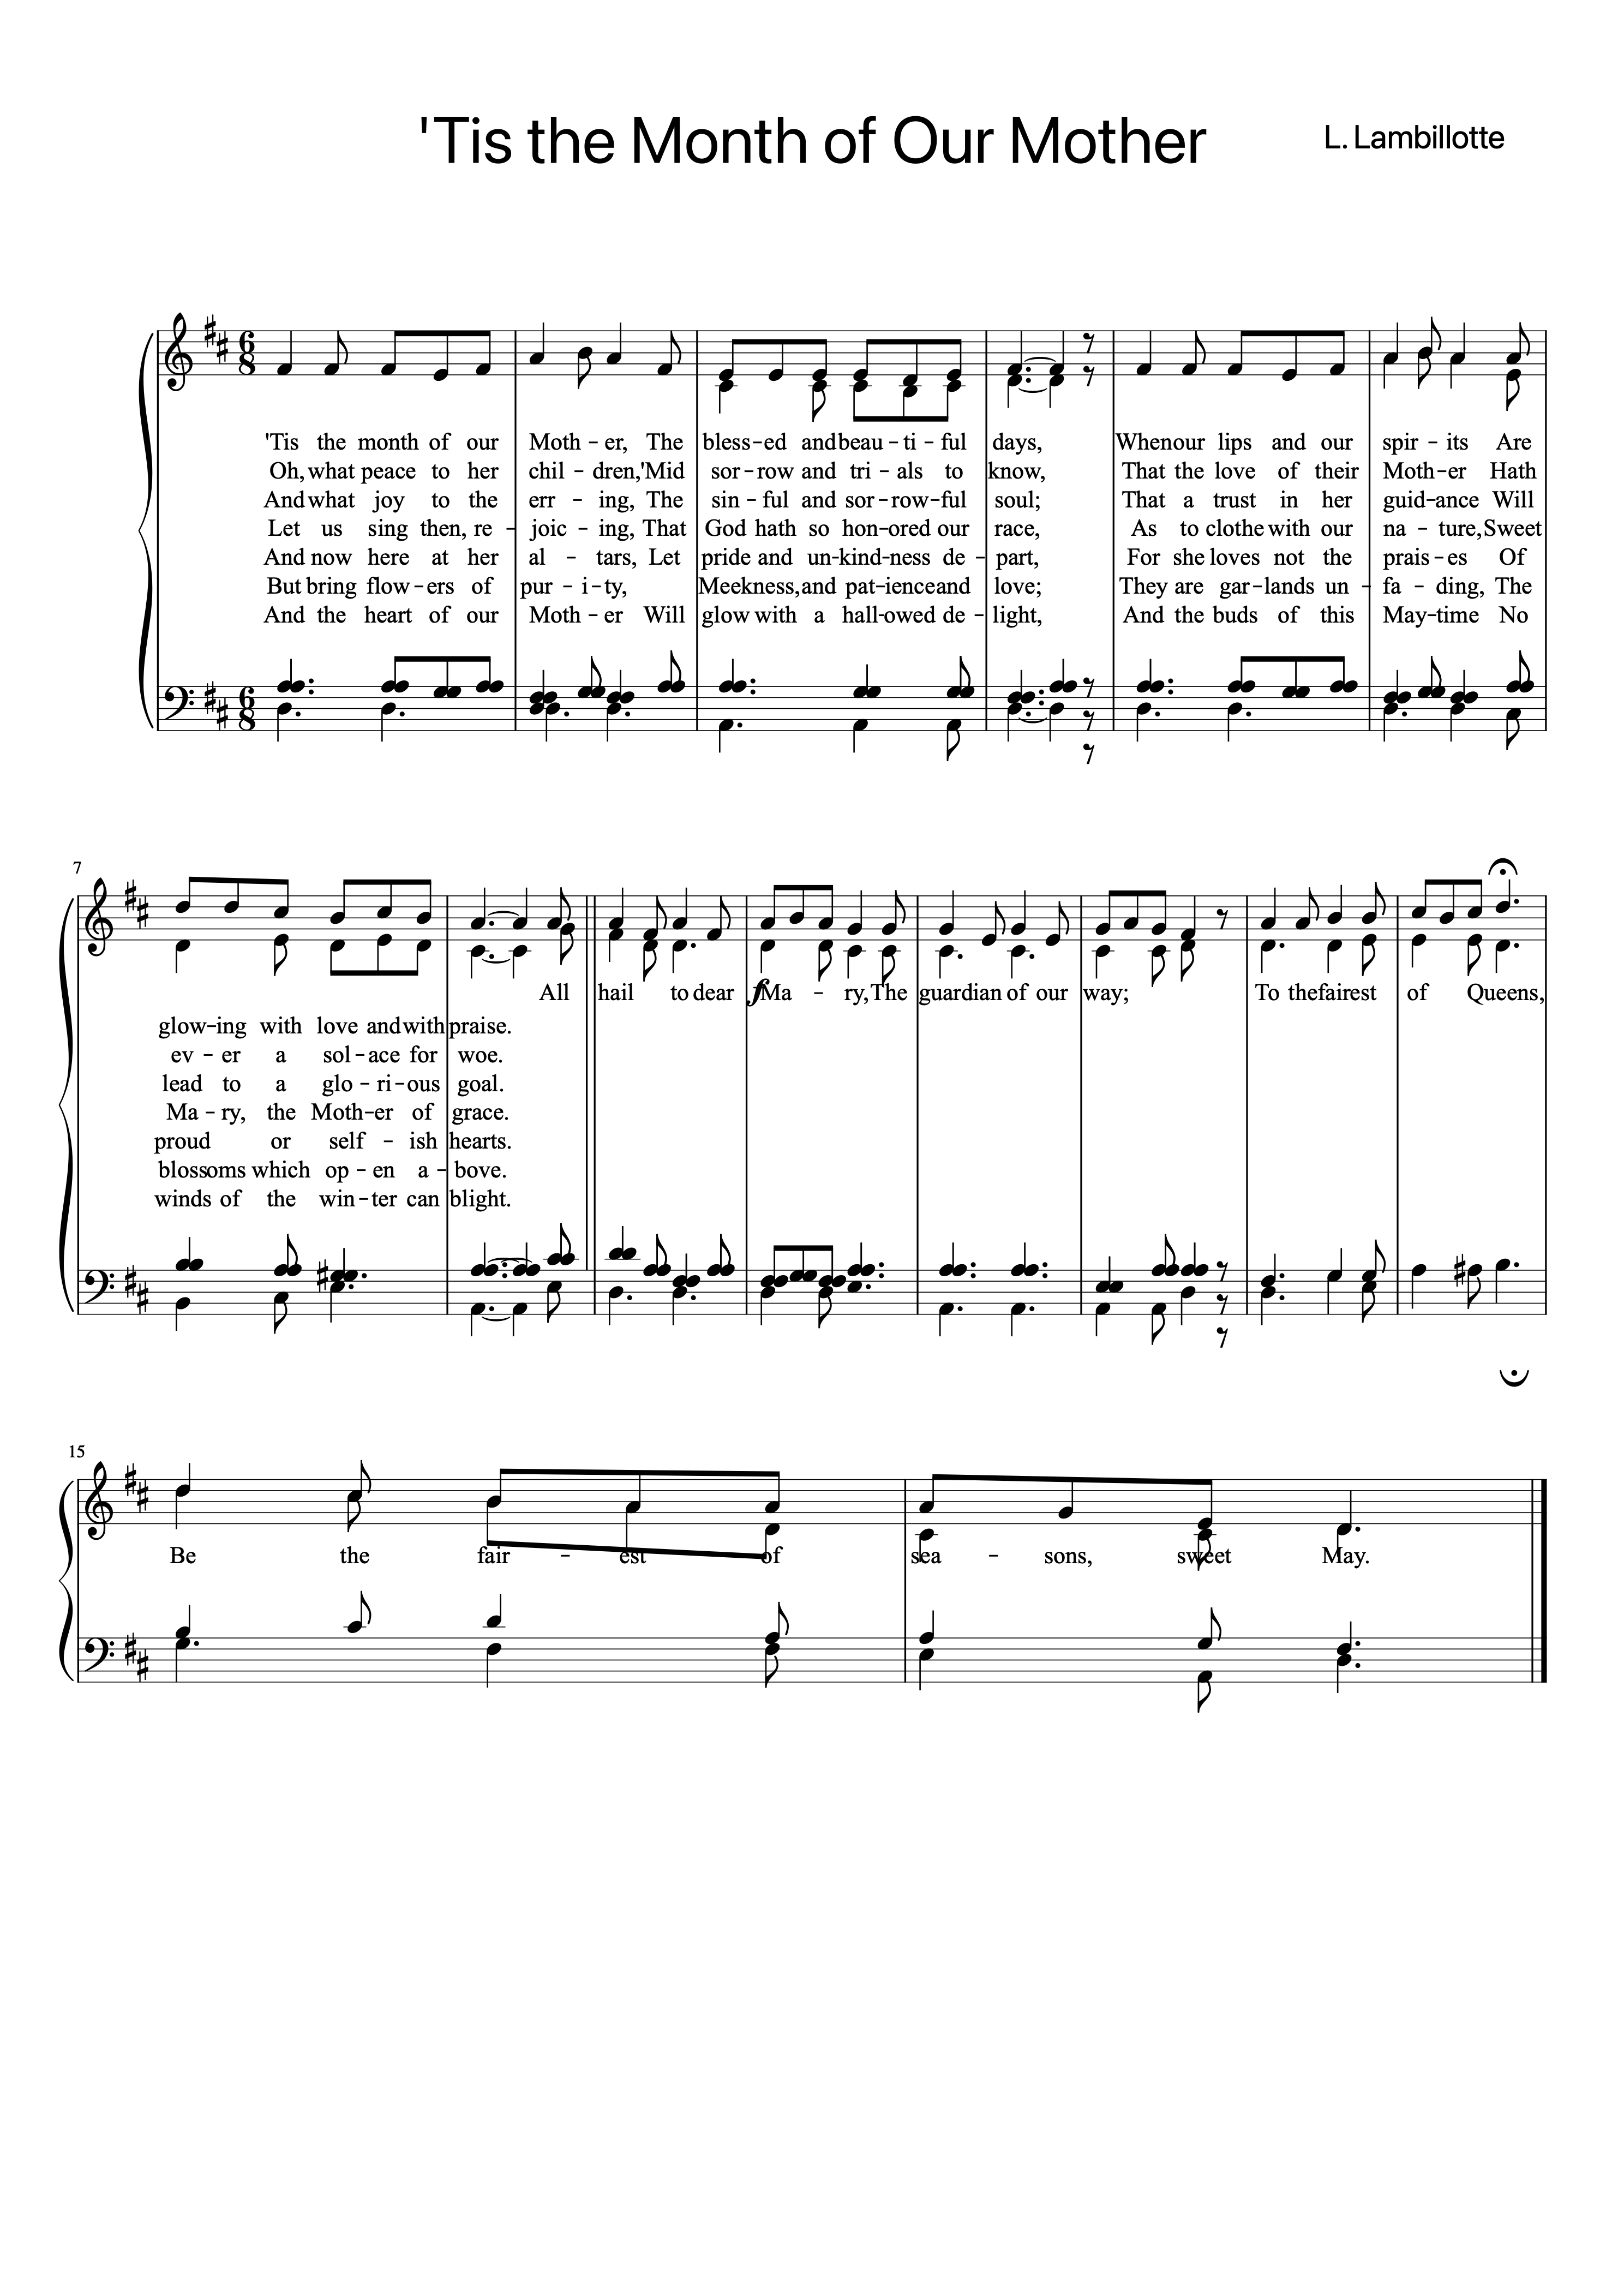 'Tis the Month of Our Mother
L. Lambillotte
6 8
'Tis the month of our Moth - er, The bless - ed and beau - ti - ful days, When our lips and our spir - its Are
Oh, what peace to her chil - dren, 'Mid sor - row and tri - als to know, That the love of their Moth - er Hath
And what joy to the err - ing, The sin - ful and sor - row - ful soul; That a trust in her guid - ance Will
Let us sing then, re - joic - ing, That God hath so hon - ored our race, As to clothe with our na - ture, Sweet
And now here at her al - tars, Let pride and un - kind - ness de - part, For she loves not the prais - es Of
But bring flow - ers of pur - i - ty, Meekness, and pat - ience and love; They are gar - lands un - fa - ding, The
And the heart of our Moth - er Will glow with a hall - owed de - light, And the buds of this May - time No
6 8
7
All hail to dear f Ma - ry, The guardian of our way; To the fairest of Queens,
glow - ing with love and with praise.
ev - er a sol - ace for woe.
lead to a glo - ri - ous goal.
Ma - ry, the Moth - er of grace.
proud or self - ish hearts.
blossoms which op - en a - bove.
winds of the win - ter can blight.
15
Be the fair - est of sea - sons, sweet May.